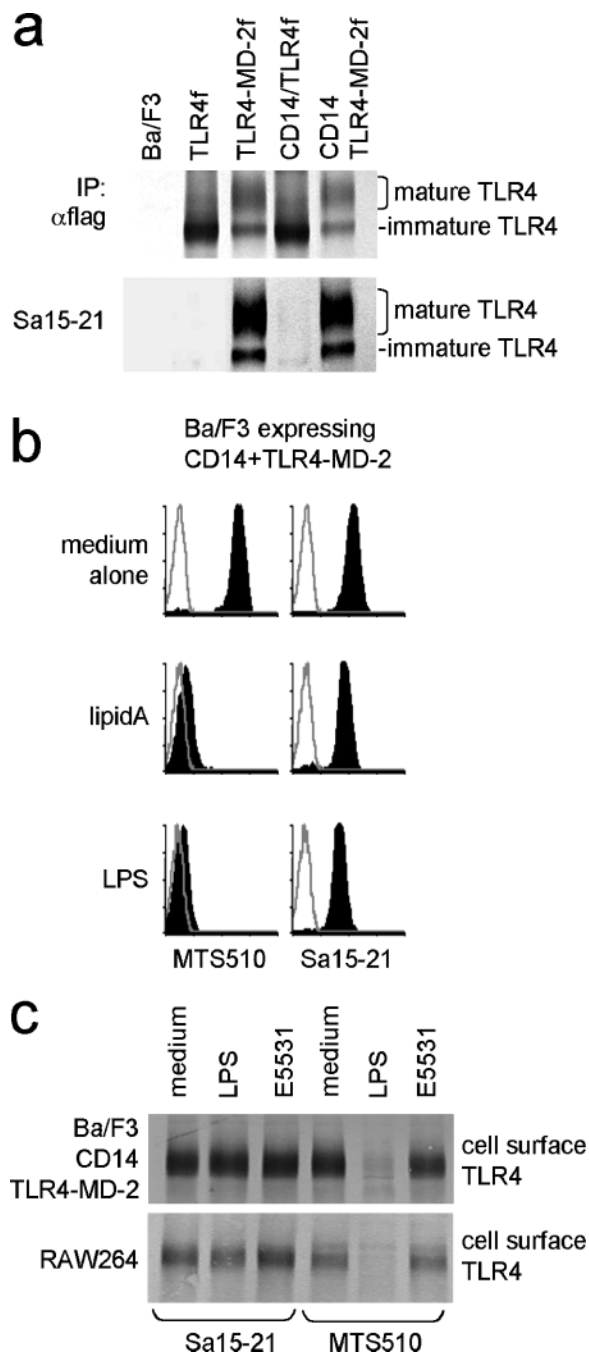 a
Ba/F3
TLR4f
TLR4-MD-2f
CD14/TLR4f
CD14
TLR4-MD-2f
IP:
αflag
mature TLR4
-immature TLR4
Sa15-21
mature TLR4
-immature TLR4
b
Ba/F3 expressing
CD14+TLR4-MD-2
medium
alone
lipidA
LPS
MTS510
Sa15-21
c
medium
LPS
E5531
medium
LPS
E5531
Ba/F3
CD14
TLR4-MD-2
cell surface
TLR4
RAW264
cell surface
TLR4
Sa15-21
MTS510